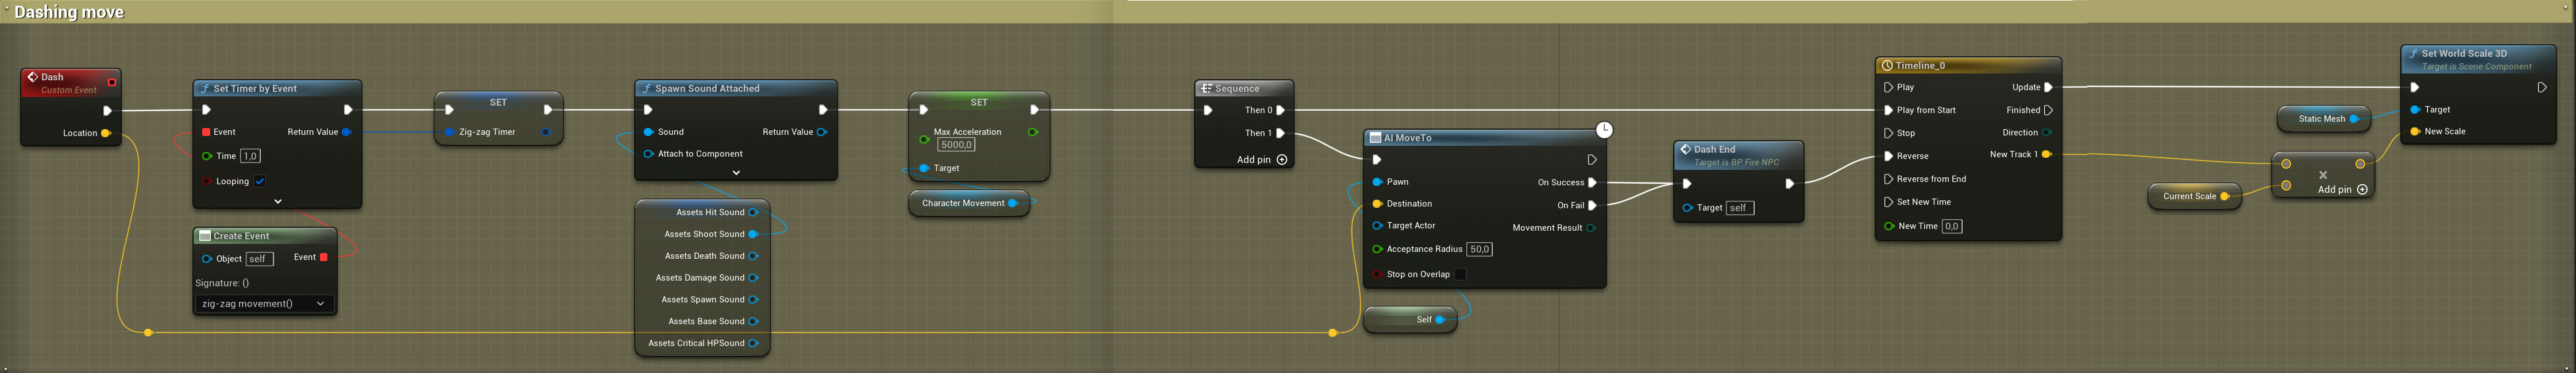 Dashing move
Dash
Custom Event
Location
Set Timer by Event
Event
Return Value
Time 1,0
Looping
Create Event
Object self
Event
Signature: ()
zig-zag movement()
SET
Zig-zag Timer
Spawn Sound Attached
Sound
Return Value
Attach to Component
Assets Hit Sound
Assets Shoot Sound
Assets Death Sound
Assets Damage Sound
Assets Spawn Sound
Assets Base Sound
Assets Critical HPSound
SET
Max Acceleration
5000,0
Target
Character Movement
Sequence
Then 0
Then 1
Add pin
AI MoveTo
Pawn
On Success
Destination
On Fail
Target Actor
Movement Result
Acceptance Radius 50,0
Stop on Overlap
Self
Dash End
Target is BP Fire NPC
Target self
Timeline_0
Play
Update
Play from Start
Finished
Stop
Direction
Reverse
New Track 1
Reverse from End
Set New Time
New Time 0,0
Current Scale
Static Mesh
Add pin
Set World Scale 3D
Target is Scene Component
Target
New Scale